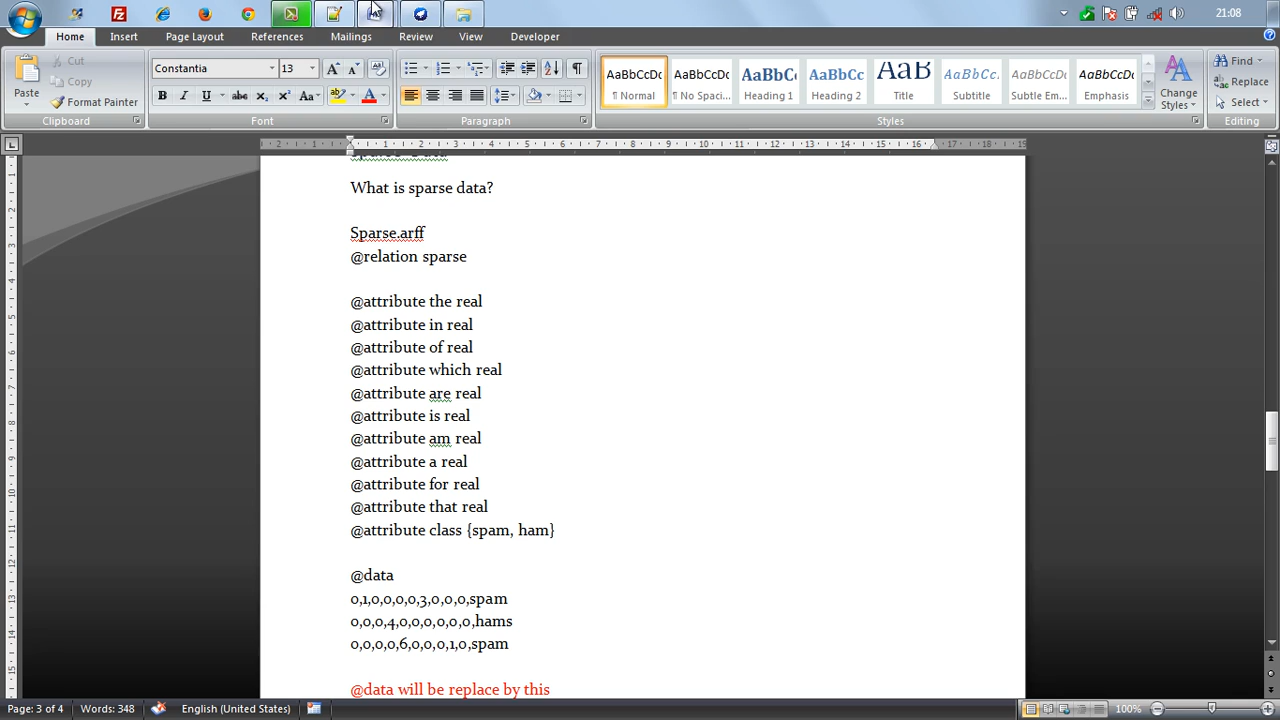 21:08
Home Insert Page Layout References Mailings Review View Developer
Paste Cut Copy Format Painter
Constantia 13
AaBbCcDc AaBbCcDc AaBbCc AaBbCc AaB AaBbCc. AaBbCcDc AaBbCcDc
¶ Normal ¶ No Spaci... Heading 1 Heading 2 Title Subtitle Subtle Em... Emphasis
Change Styles
Find Replace Select
Clipboard Font Paragraph Styles Editing
What is sparse data?
Sparse.arff
@relation sparse
@attribute the real
@attribute in real
@attribute of real
@attribute which real
@attribute are real
@attribute is real
@attribute am real
@attribute a real
@attribute for real
@attribute that real
@attribute class {spam, ham}
@data
0,1,0,0,0,0,3,0,0,0,spam
0,0,0,4,0,0,0,0,0,0,hams
0,0,0,0,6,0,0,0,1,0,spam
@data will be replace by this
Page: 3 of 4 Words: 348 English (United States) 100%